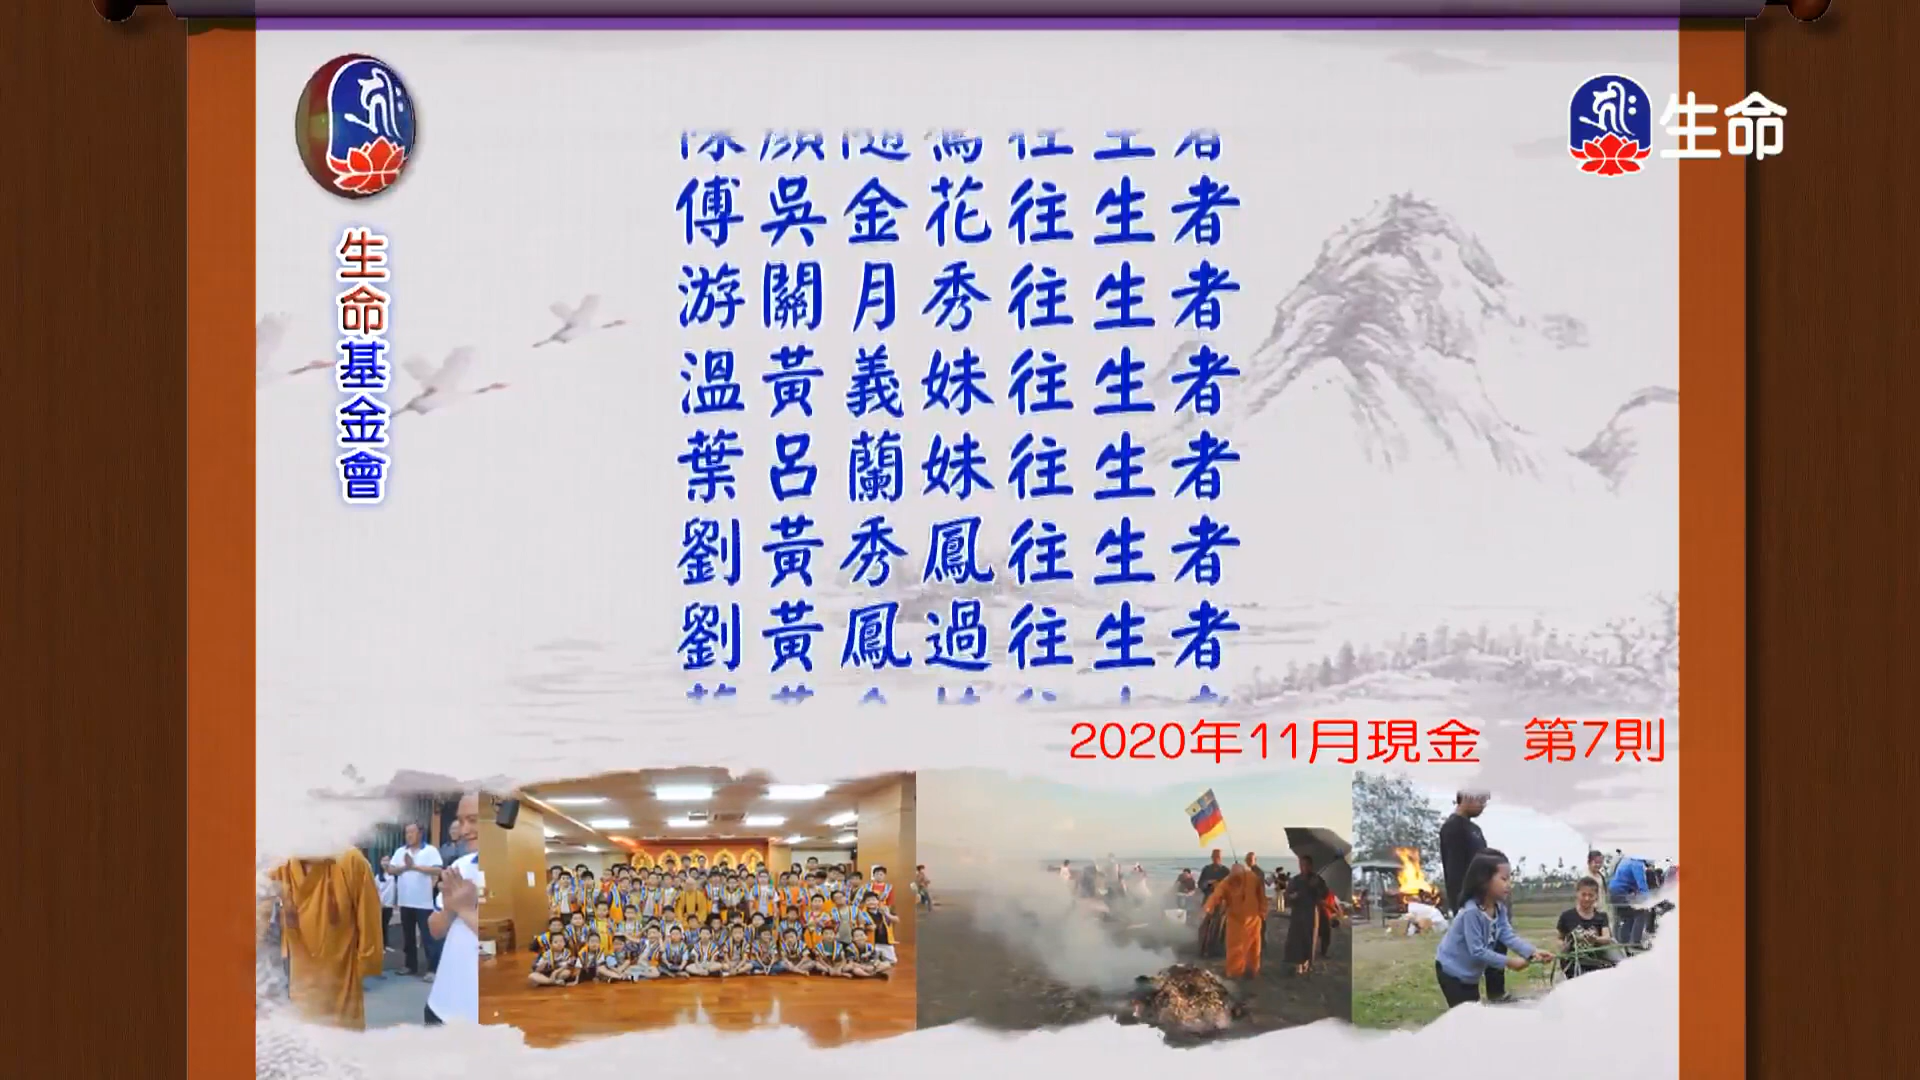 生命
生命基金會
傅吳金花往生者
游關月秀往生者
溫黃義妹往生者
葉呂蘭妹往生者
劉黃秀鳳往生者
劉黃鳳過往生者
2020年11月現金 第7則